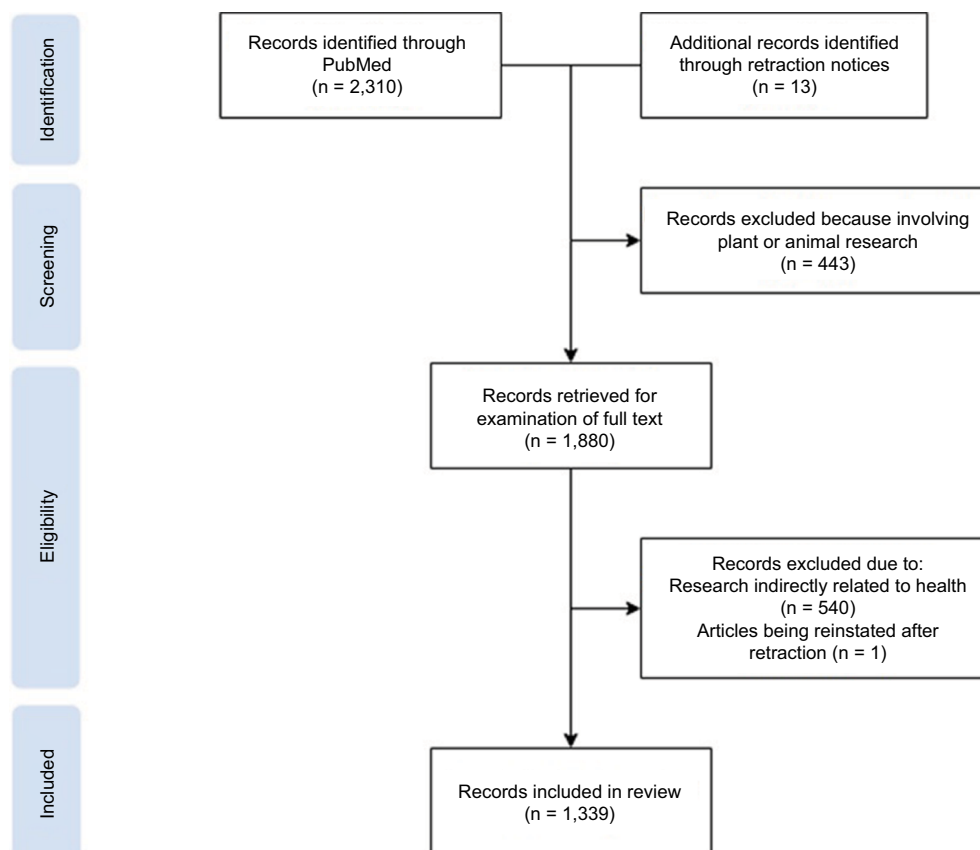 Identification
Records identified through
PubMed
(n = 2,310)
Additional records identified
through retraction notices
(n = 13)
Screening
Records excluded because involving
plant or animal research
(n = 443)
Eligibility
Records retrieved for
examination of full text
(n = 1,880)
Records excluded due to:
Research indirectly related to health
(n = 540)
Articles being reinstated after
retraction (n = 1)
Included
Records included in review
(n = 1,339)